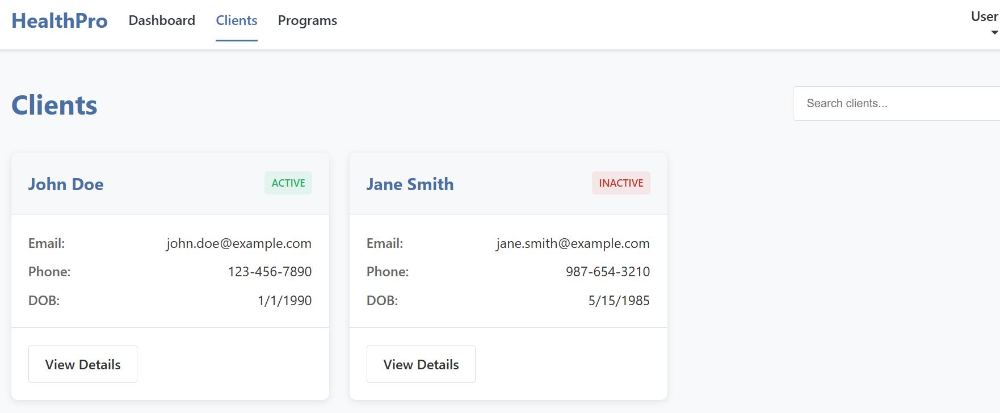 HealthPro Dashboard Clients Programs User
Clients
Search clients...
John Doe ACTIVE
Email: john.doe@example.com
Phone: 123-456-7890
DOB: 1/1/1990
View Details
Jane Smith INACTIVE
Email: jane.smith@example.com
Phone: 987-654-3210
DOB: 5/15/1985
View Details